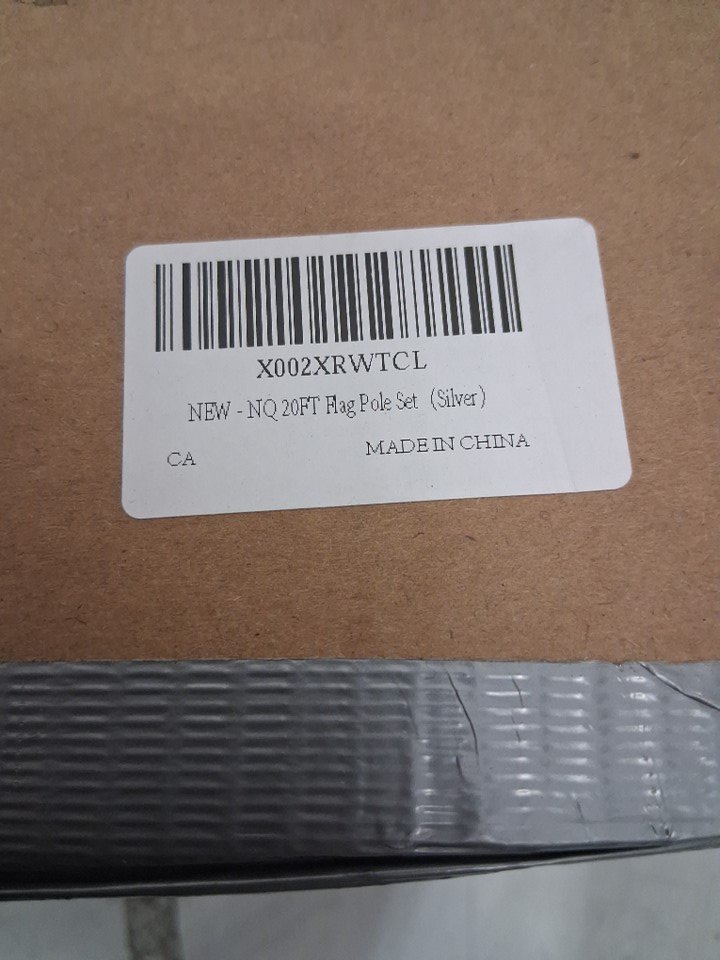 X002XRWTCL
NEW - NQ 20FT Flag Pole Set (Silver)
CA MADE IN CHINA